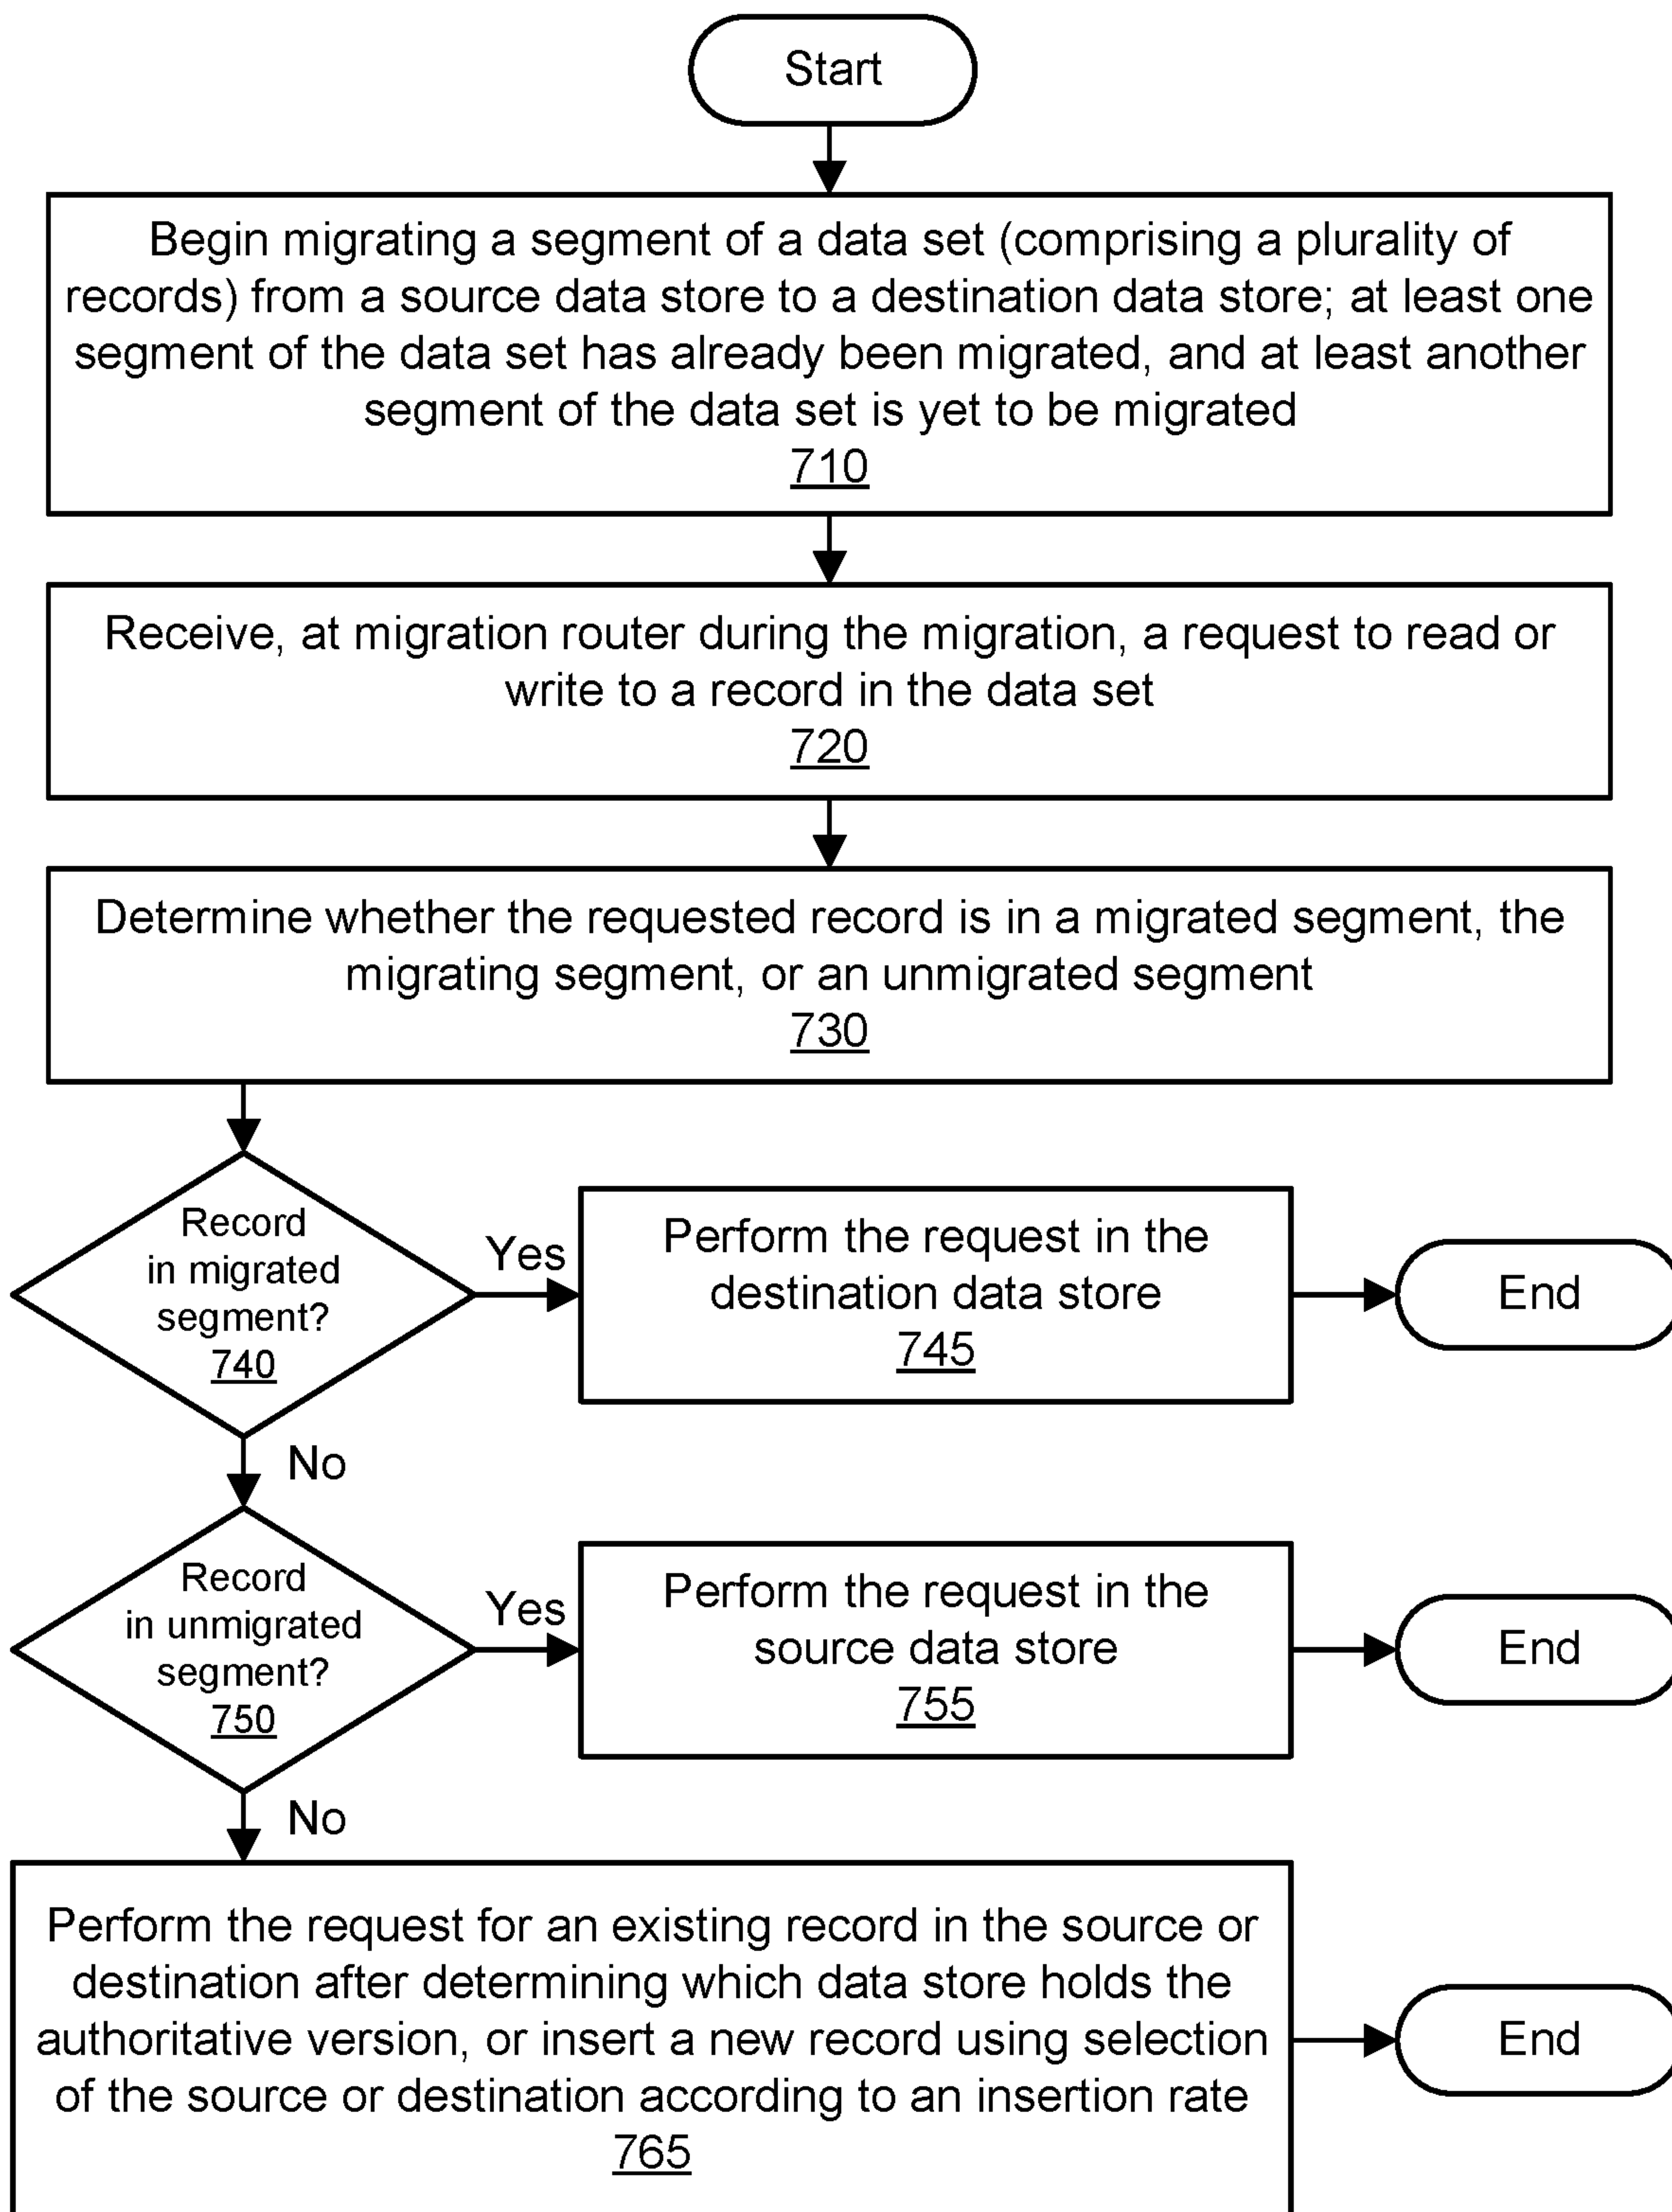 Start
Begin migrating a segment of a data set (comprising a plurality of
records) from a source data store to a destination data store; at least one
segment of the data set has already been migrated, and at least another
segment of the data set is yet to be migrated
710
Receive, at migration router during the migration, a request to read or
write to a record in the data set
720
Determine whether the requested record is in a migrated segment, the
migrating segment, or an unmigrated segment
730
Record
in migrated
segment?
740
Yes
Perform the request in the
destination data store
745
End
No
Record
in unmigrated
segment?
750
Yes
Perform the request in the
source data store
755
End
No
Perform the request for an existing record in the source or
destination after determining which data store holds the
authoritative version, or insert a new record using selection
of the source or destination according to an insertion rate
765
End